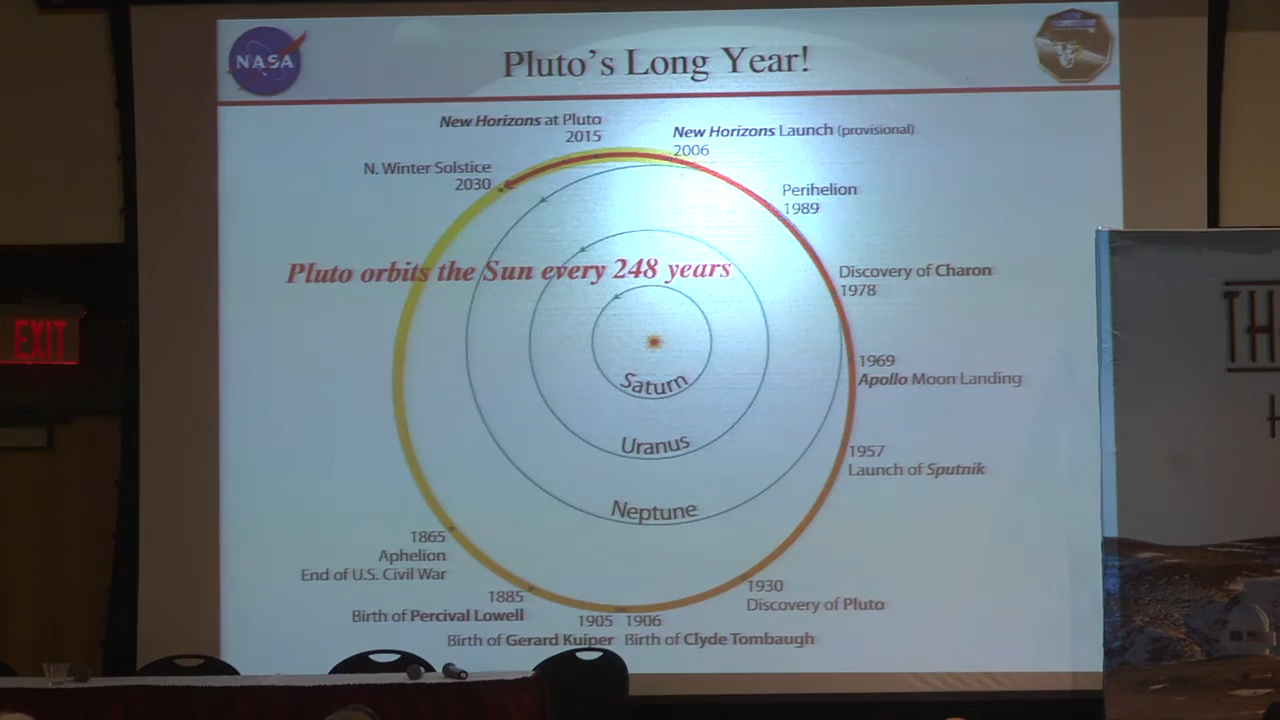 NASA
Pluto's Long Year!
New Horizons at Pluto
2015
New Horizons Launch (provisional)
2006
N. Winter Solstice
2030
Perihelion
1989
Pluto orbits the Sun every 248 years
Discovery of Charon
1978
EXIT
TH
H
1969
Apollo Moon Landing
Saturn
Uranus
1957
Launch of Sputnik
Neptune
1865
Aphelion
End of U.S. Civil War
1885
Birth of Percival Lowell
1930
Discovery of Pluto
1905
Birth of Gerard Kuiper
1906
Birth of Clyde Tombaugh